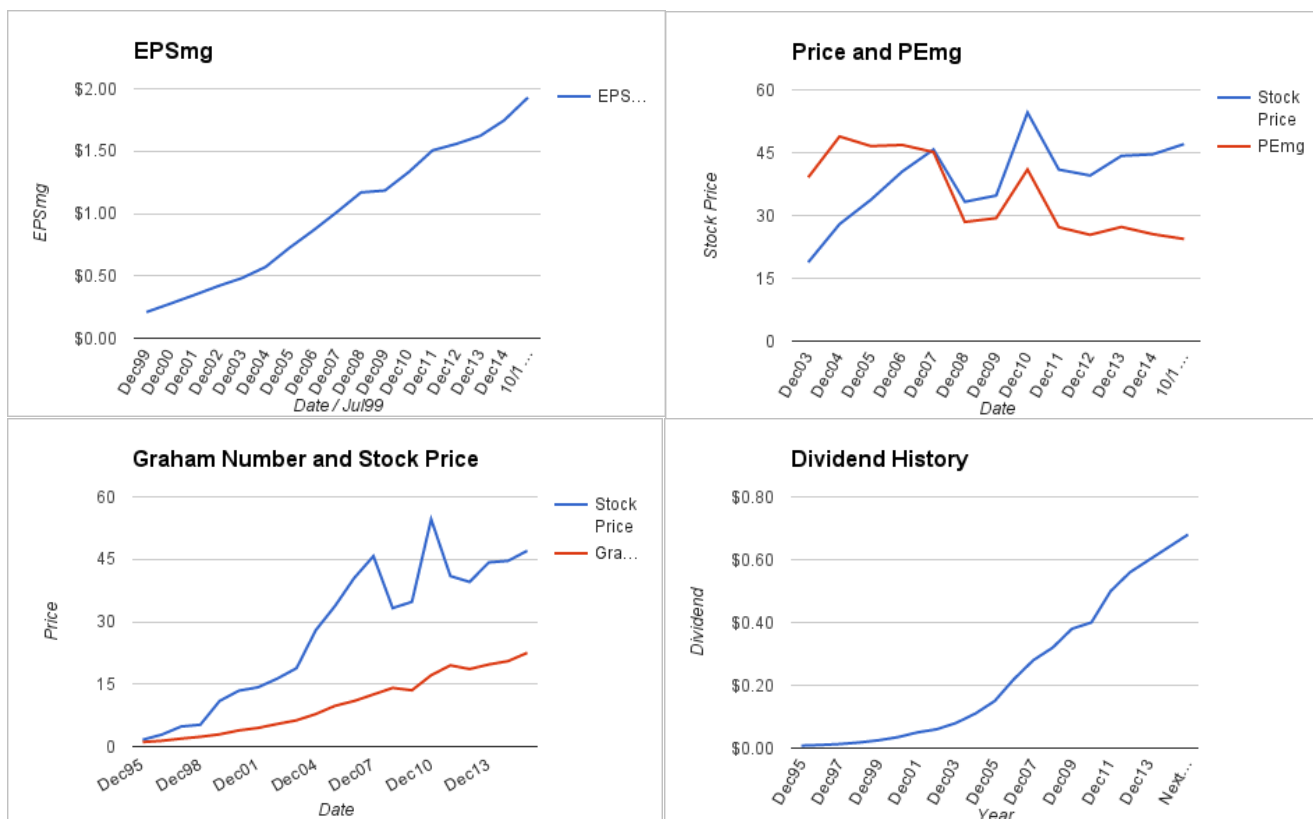 EPSmg
$2.00
$1.50
$1.00
$0.50
$0.00
EPSmg
EPS...
Dec99
Dec00
Dec01
Dec02
Dec03
Dec04
Dec05
Dec06
Dec07
Dec08
Dec09
Dec10
Dec11
Dec12
Dec13
Dec14
10/1 ...
Date / Jul99
Price and PEmg
60
45
30
15
0
Stock Price
Stock
Price
PEmg
Dec03
Dec04
Dec05
Dec06
Dec07
Dec08
Dec09
Dec10
Dec11
Dec12
Dec13
Dec14
10/1 ...
Date
Graham Number and Stock Price
60
45
30
15
0
Price
Stock
Price
Gra...
Dec95
Dec98
Dec01
Dec04
Dec07
Dec10
Dec13
Date
Dividend History
$0.80
$0.60
$0.40
$0.20
$0.00
Dividend
Dec95
Dec97
Dec99
Dec01
Dec03
Dec05
Dec07
Dec09
Dec11
Dec13
Next...
Year